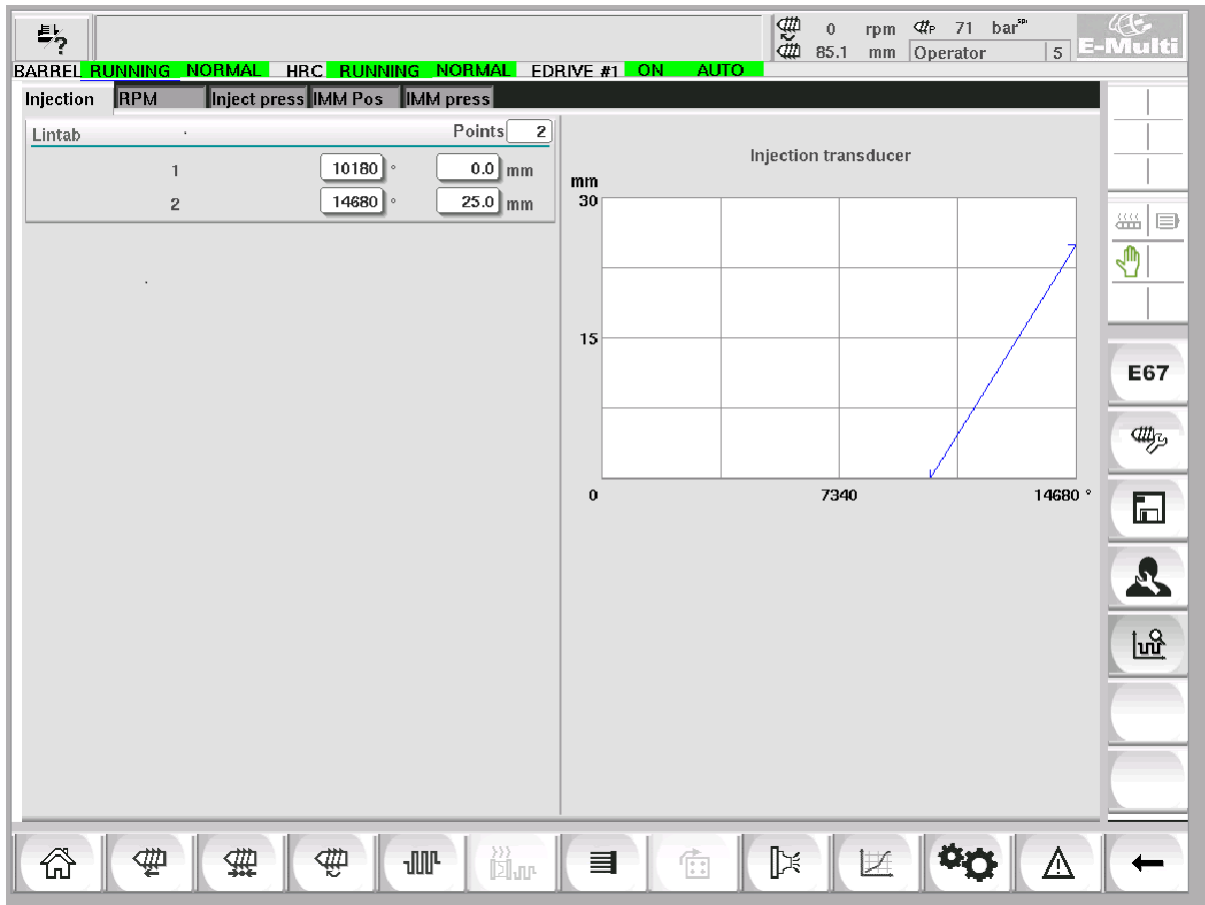 ?
0 rpm P 71 bar sp
E-Multi
85.1 mm Operator 5
BARREL RUNNING NORMAL HRC RUNNING NORMAL EDRIVE #1 ON AUTO
Injection RPM Inject press IMM Pos IMM press
Lintab Points 2
1 10180 ° 0.0 mm
2 14680 ° 25.0 mm
Injection transducer
mm
30
15
0 7340 14680 °
E67